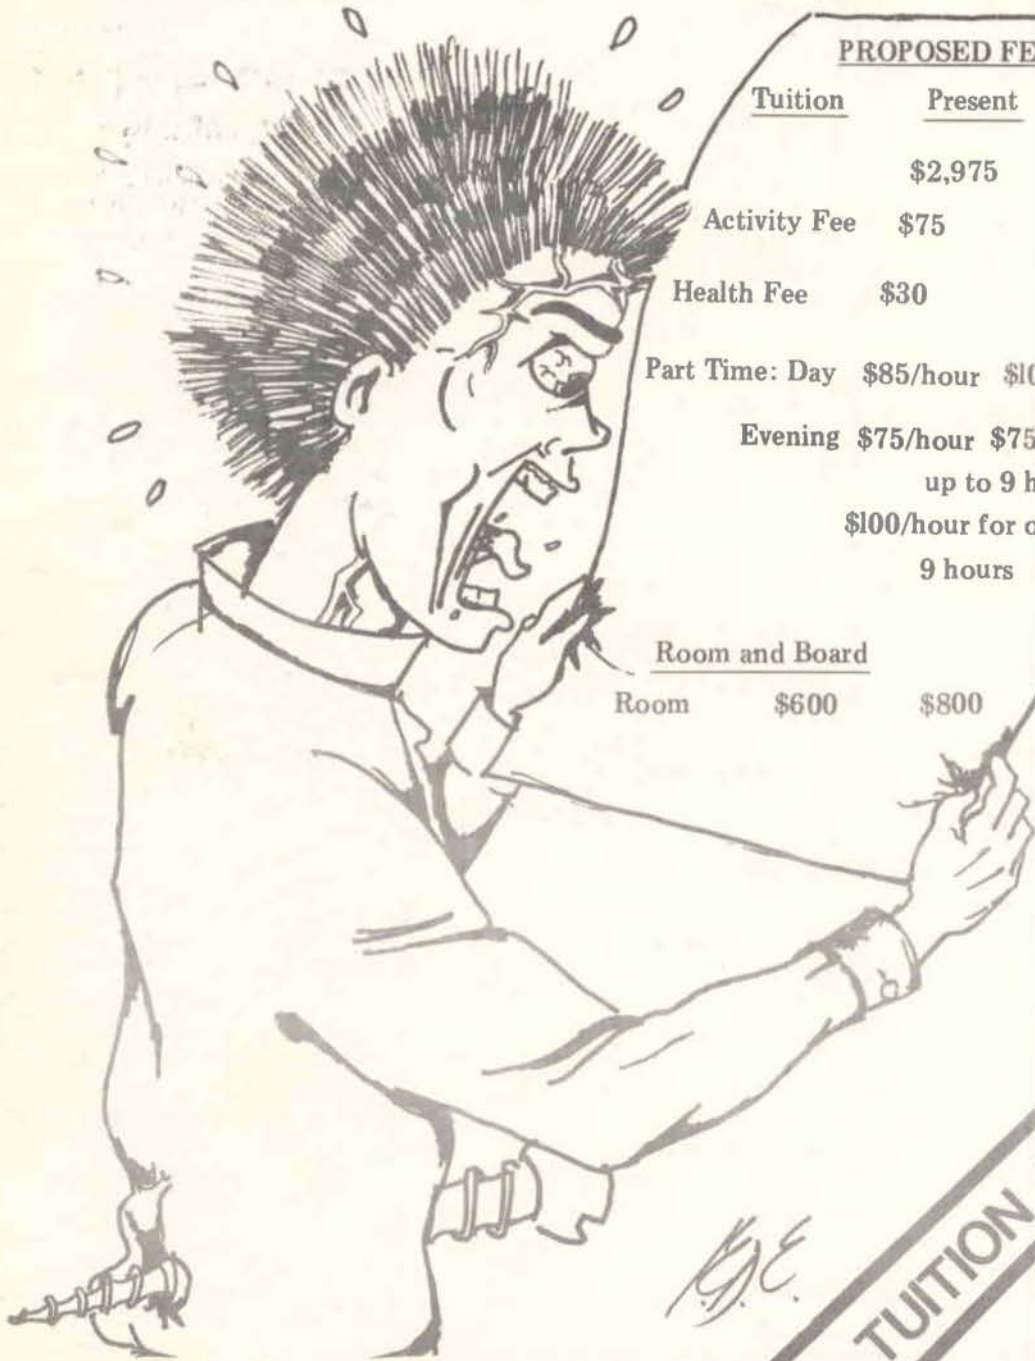 PROPOSED FE
Tuition Present
$2,975
Activity Fee $75
Health Fee $30
Part Time: Day $85/hour $10
Evening $75/hour $75
up to 9 h
$100/hour for o
9 hours
Room and Board
Room $600 $800
TUITION